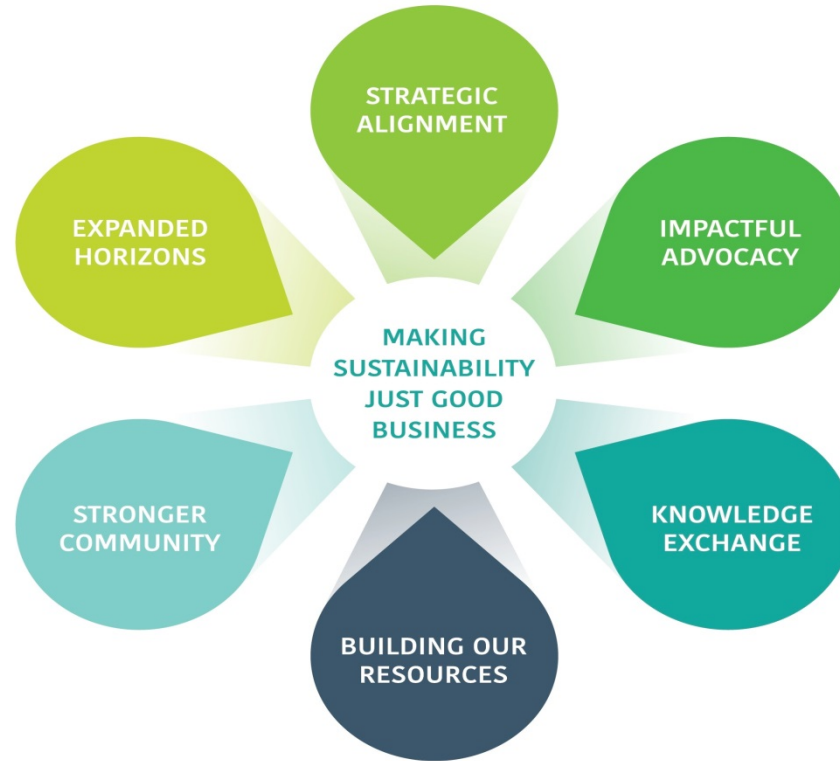 STRATEGIC
ALIGNMENT
EXPANDED
HORIZONS
IMPACTFUL
ADVOCACY
MAKING
SUSTAINABILITY
JUST GOOD
BUSINESS
STRONGER
COMMUNITY
KNOWLEDGE
EXCHANGE
BUILDING OUR
RESOURCES